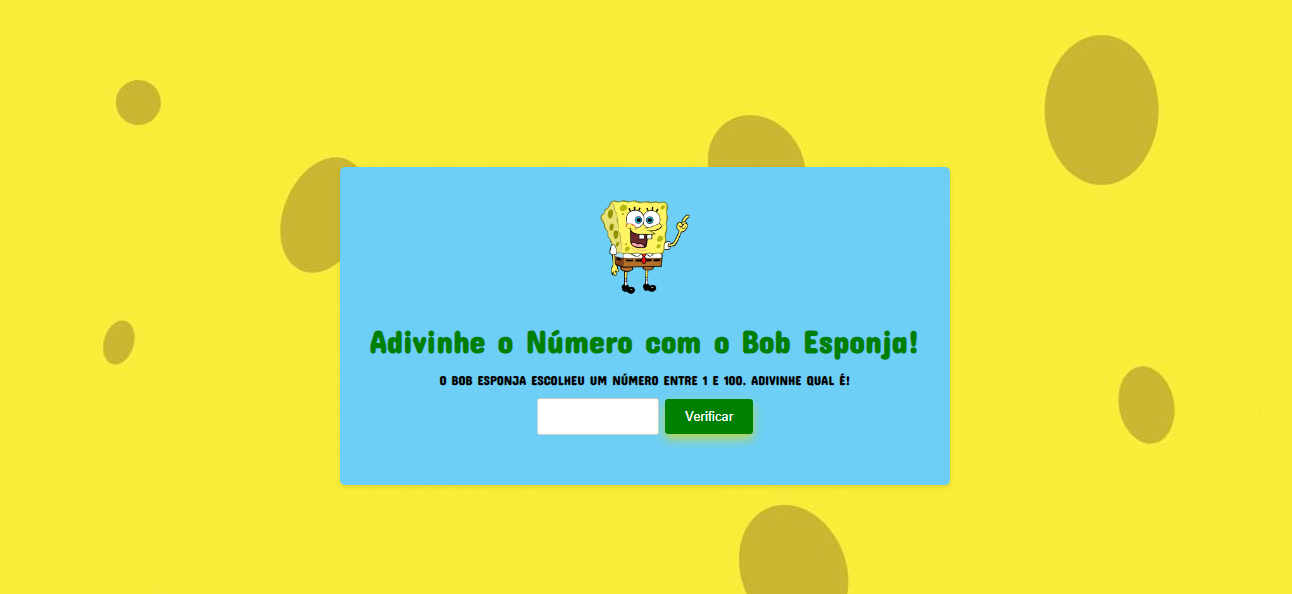 Adivinhe o Número com o Bob Esponja!
O BOB ESPONJA ESCOLHEU UM NÚMERO ENTRE 1 E 100. ADIVINHE QUAL É!
Verificar